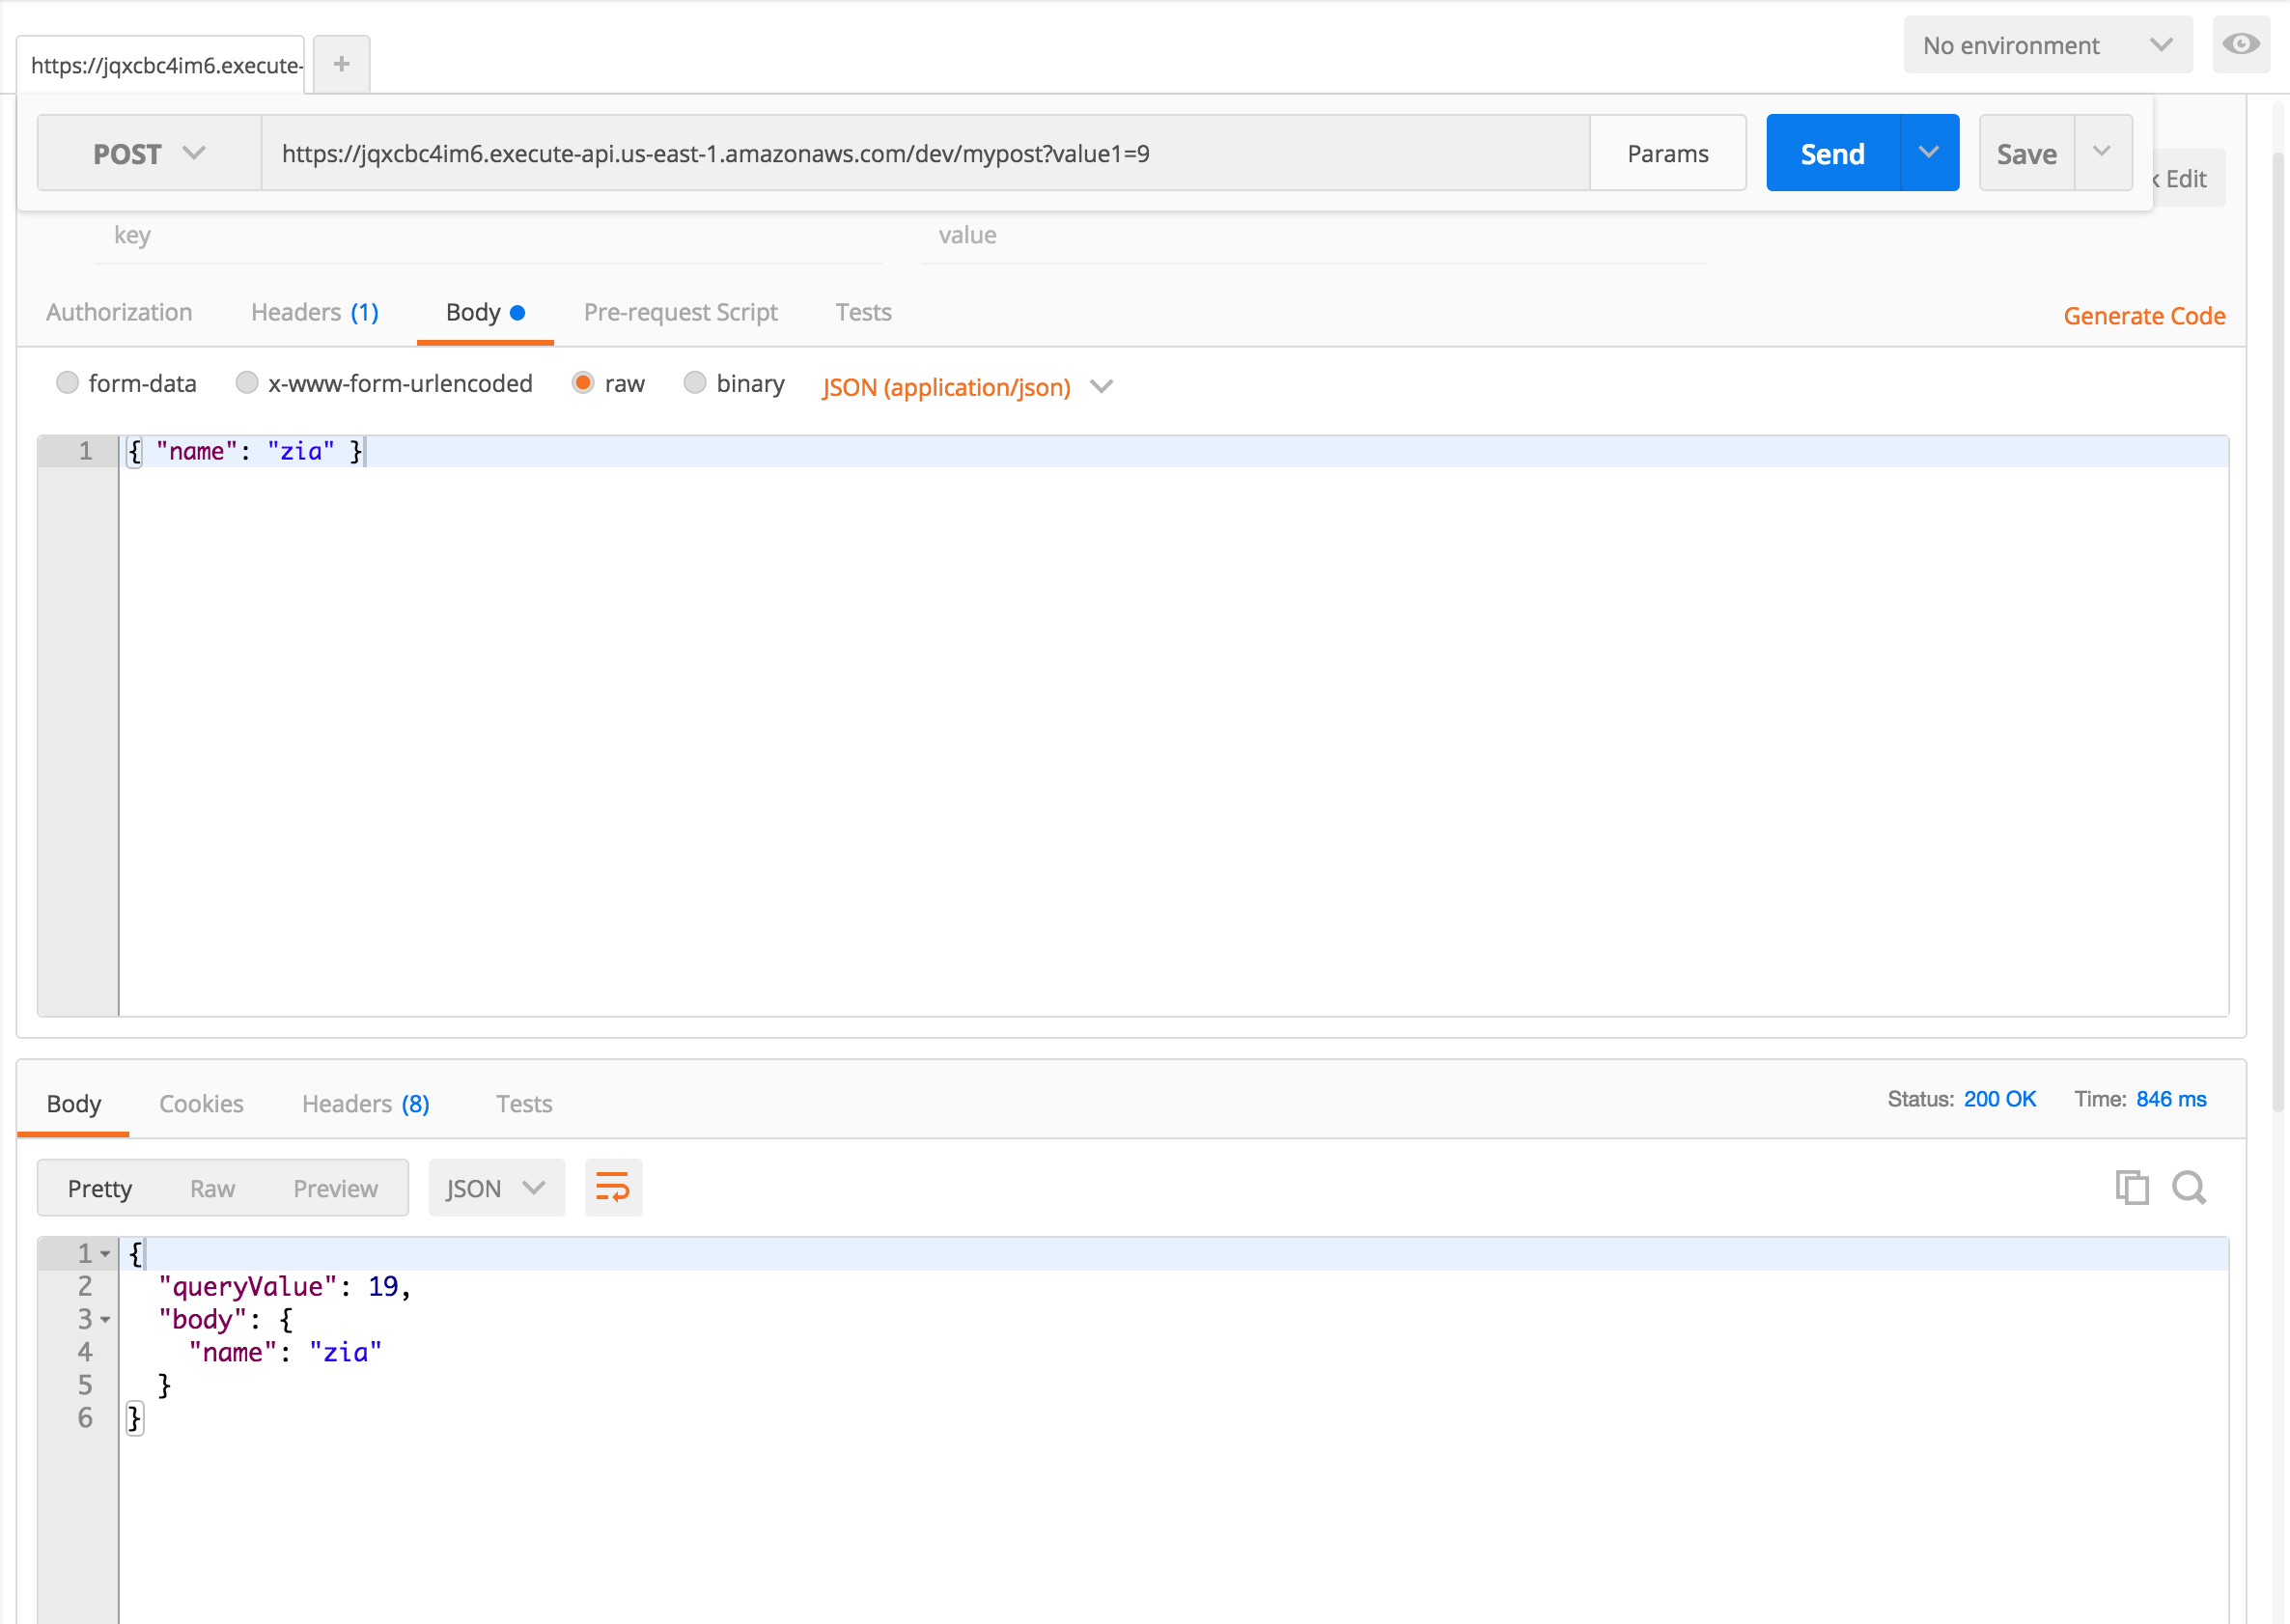 No environment
https://jqxcbc4im6.execute- +
POST https://jqxcbc4im6.execute-api.us-east-1.amazonaws.com/dev/mypost?value1=9 Params Send Save
Edit
key value
Authorization Headers (1) Body Pre-request Script Tests Generate Code
form-data x-www-form-urlencoded raw binary JSON (application/json)
1 { "name": "zia" }
Body Cookies Headers (8) Tests Status: 200 OK Time: 846 ms
Pretty Raw Preview JSON
1 {
2 "queryValue": 19,
3 "body": {
4 "name": "zia"
5 }
6 }